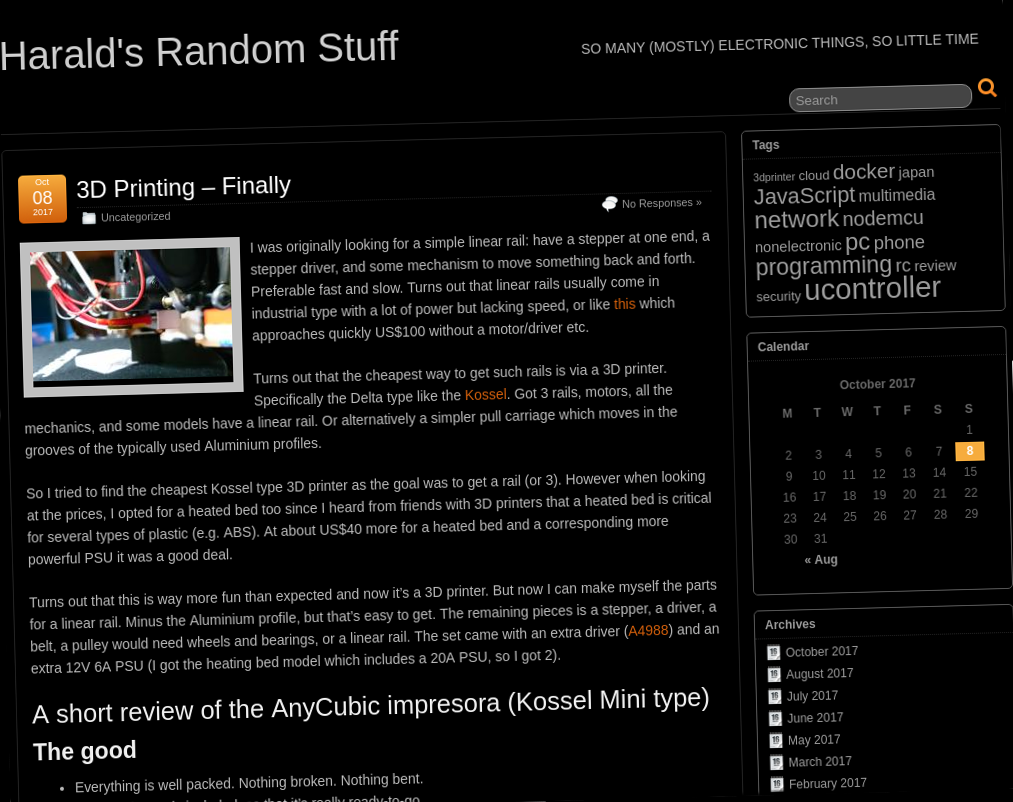 Harald's Random Stuff
SO MANY (MOSTLY) ELECTRONIC THINGS, SO LITTLE TIME
Search
Oct
08
2017
3D Printing – Finally
Uncategorized
No Responses »
I was originally looking for a simple linear rail: have a stepper at one end, a
stepper driver, and some mechanism to move something back and forth.
Preferable fast and slow. Turns out that linear rails usually come in
industrial type with a lot of power but lacking speed, or like this which
approaches quickly US$100 without a motor/driver etc.
Turns out that the cheapest way to get such rails is via a 3D printer.
Specifically the Delta type like the Kossel. Got 3 rails, motors, all the
mechanics, and some models have a linear rail. Or alternatively a simpler pull carriage which moves in the
grooves of the typically used Aluminium profiles.
So I tried to find the cheapest Kossel type 3D printer as the goal was to get a rail (or 3). However when looking
at the prices, I opted for a heated bed too since I heard from friends with 3D printers that a heated bed is critical
for several types of plastic (e.g. ABS). At about US$40 more for a heated bed and a corresponding more
powerful PSU it was a good deal.
Turns out that this is way more fun than expected and now it's a 3D printer. But now I can make myself the parts
for a linear rail. Minus the Aluminium profile, but that's easy to get. The remaining pieces is a stepper, a driver, a
belt, a pulley would need wheels and bearings, or a linear rail. The set came with an extra driver (A4988) and an
extra 12V 6A PSU (I got the heating bed model which includes a 20A PSU, so I got 2).
A short review of the AnyCubic impresora (Kossel Mini type)
The good
• Everything is well packed. Nothing broken. Nothing bent.
that it's really ready-to-go
Tags
3dprinter cloud docker japan
JavaScript multimedia
network nodemcu
nonelectronic pc phone
programming rc review
security ucontroller
Calendar
October 2017
M T W T F S S
1
2 3 4 5 6 7 8
9 10 11 12 13 14 15
16 17 18 19 20 21 22
23 24 25 26 27 28 29
30 31
« Aug
Archives
October 2017
August 2017
July 2017
June 2017
May 2017
March 2017
February 2017